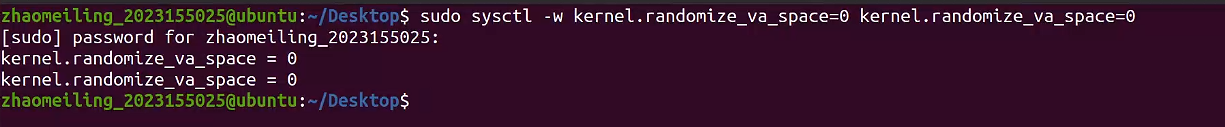 zhaomeiling_2023155025@ubuntu:~/Desktop$ sudo sysctl -w kernel.randomize_va_space=0 kernel.randomize_va_space=0
[sudo] password for zhaomeiling_2023155025:
kernel.randomize_va_space = 0
kernel.randomize_va_space = 0
zhaomeiling_2023155025@ubuntu:~/Desktop$